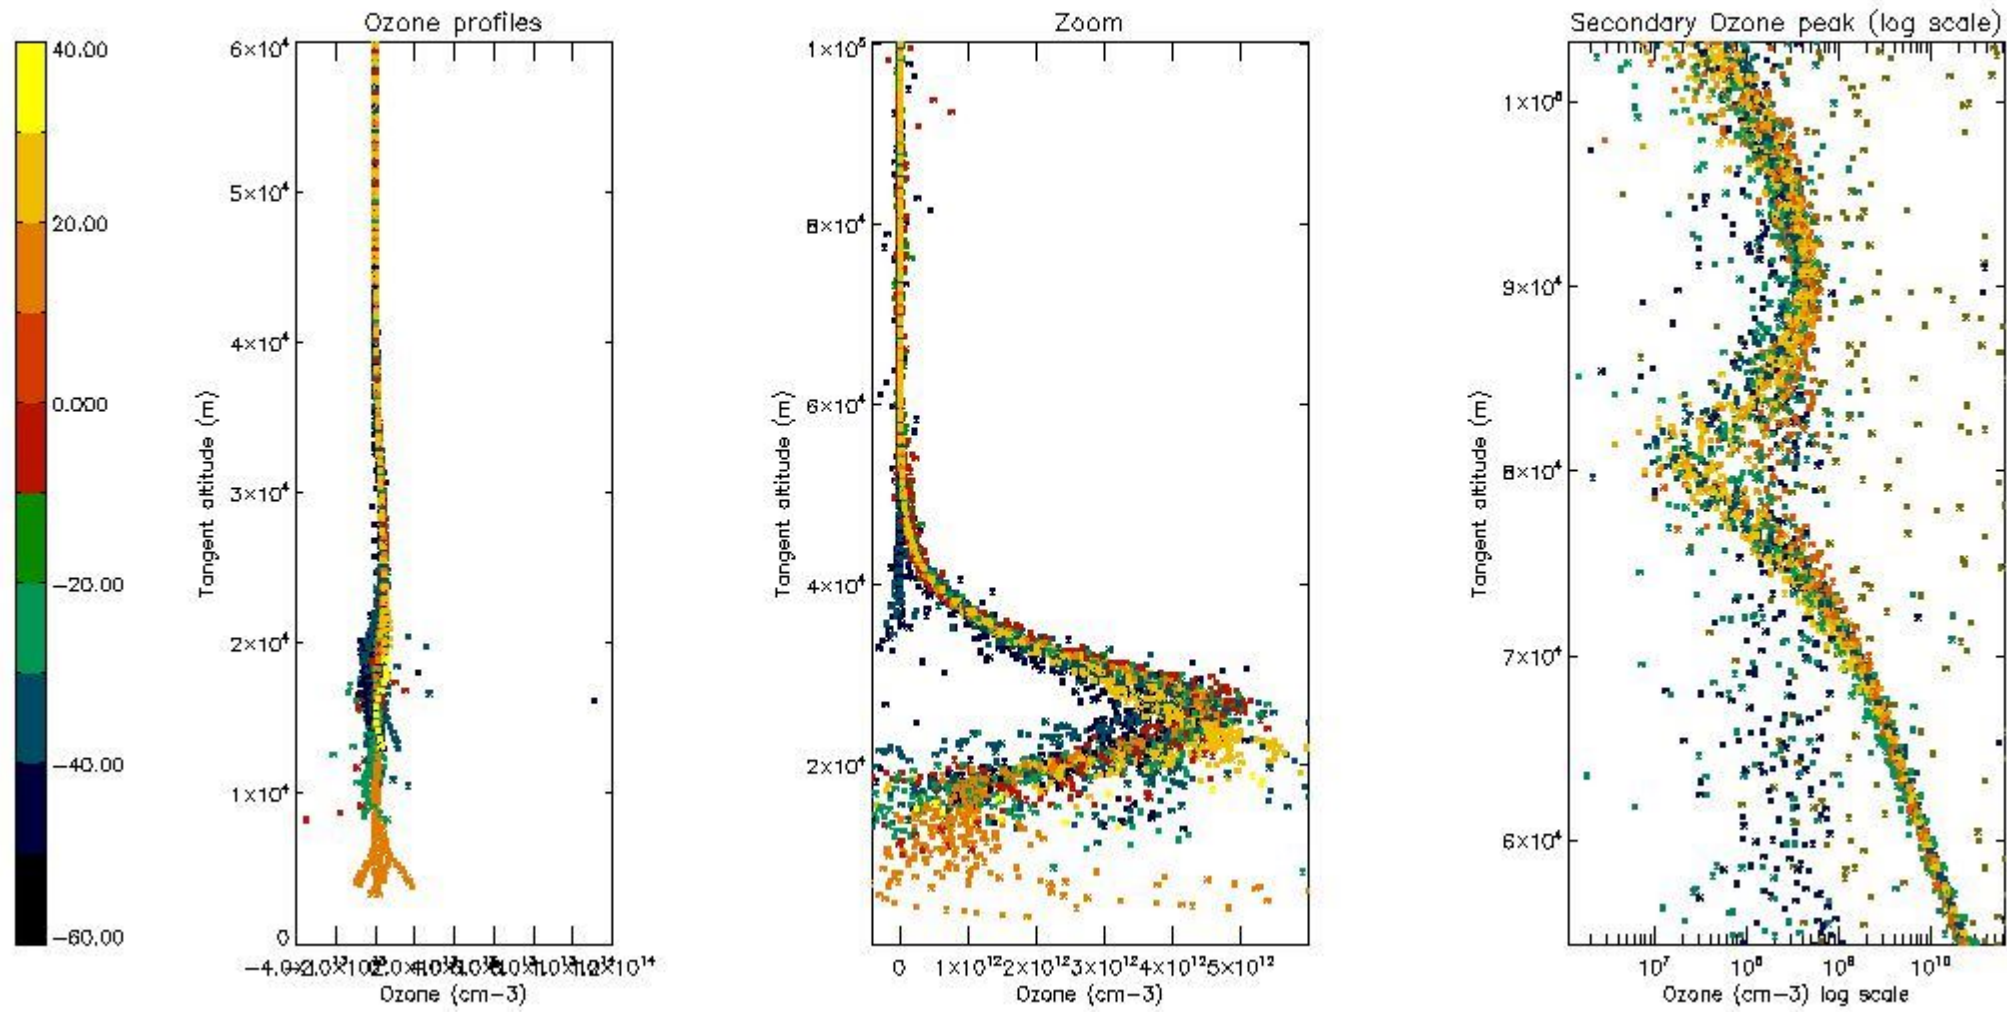 Ozone profiles
Zoom
Secondary Ozone peak (log scale)
40.00
20.00
0.000
−20.00
−40.00
−60.00
6×10⁴
5×10⁴
4×10⁴
3×10⁴
2×10⁴
1×10⁴
0
Tangent altitude (m)
Ozone (cm−3)
1×10⁵
8×10⁴
6×10⁴
4×10⁴
2×10⁴
Tangent altitude (m)
0 1×10¹² 2×10¹² 3×10¹² 4×10¹² 5×10¹²
Ozone (cm−3)
1×10⁵
9×10⁴
8×10⁴
7×10⁴
6×10⁴
Tangent altitude (m)
10⁷ 10⁸ 10⁹ 10¹⁰
Ozone (cm−3) log scale